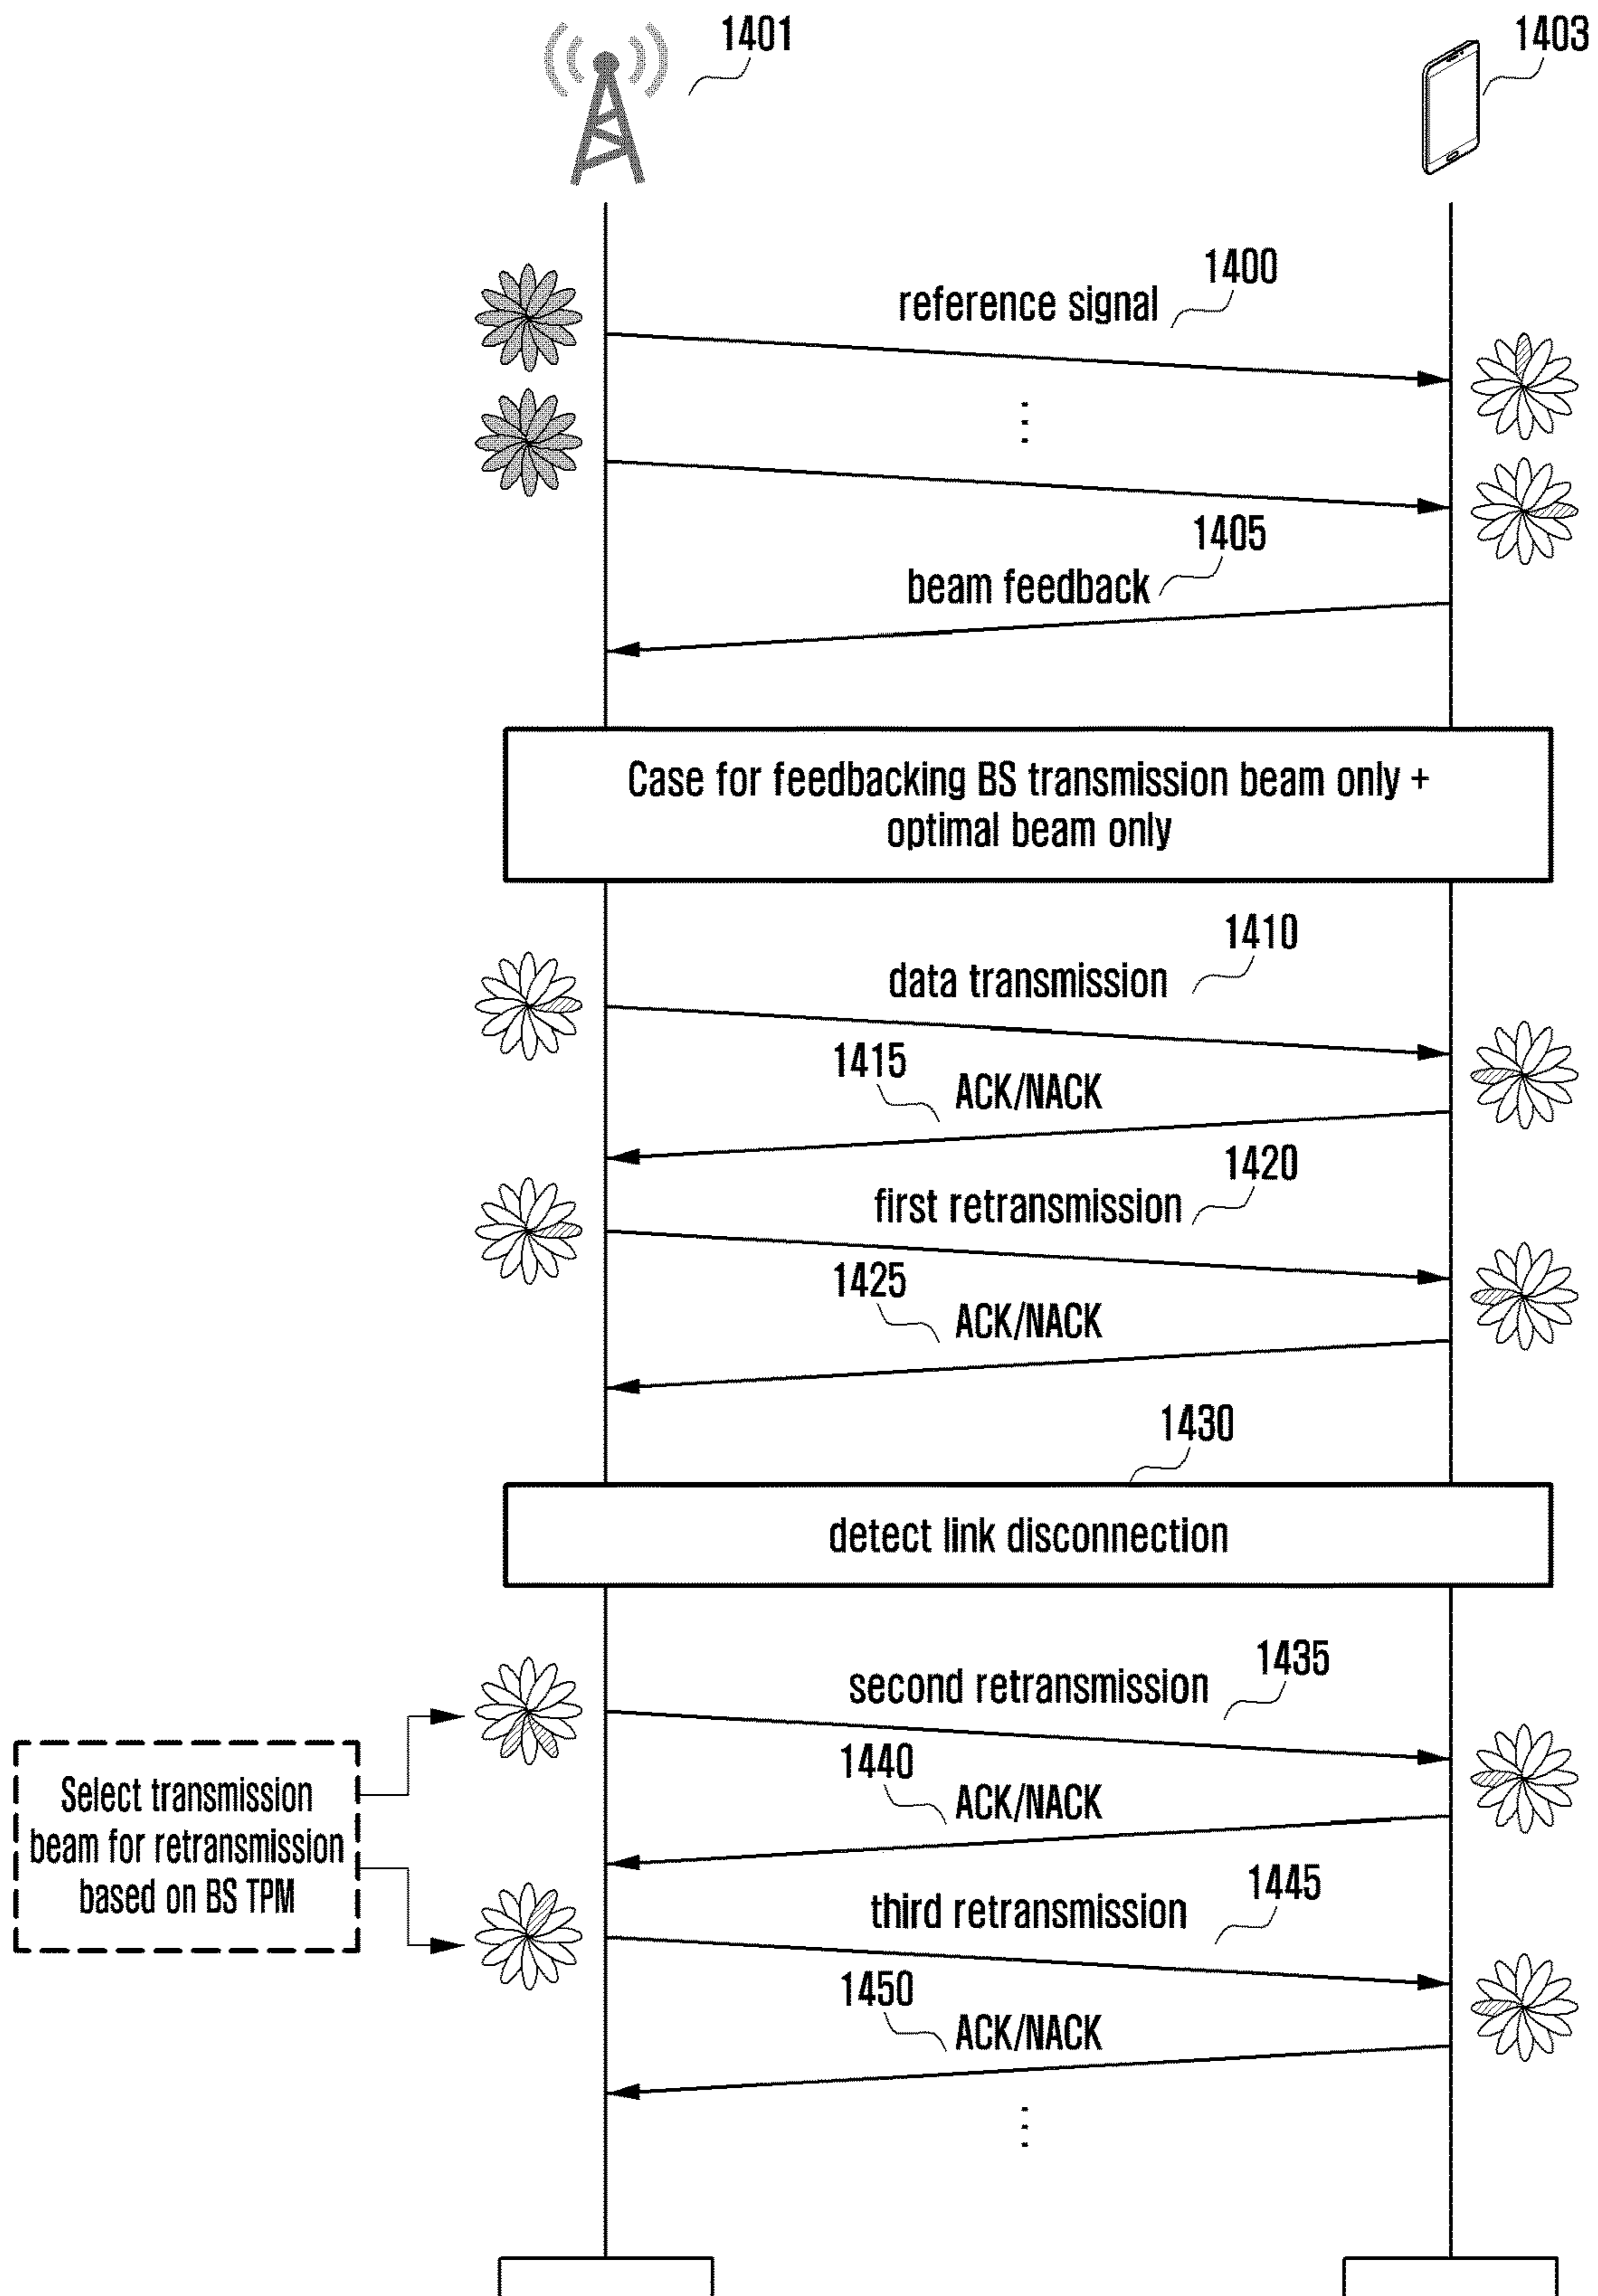 1401
1403
1400
reference signal
1405
beam feedback
Case for feedbacking BS transmission beam only +
optimal beam only
1410
data transmission
1415
ACK/NACK
1420
first retransmission
1425
ACK/NACK
1430
detect link disconnection
1435
second retransmission
1440
ACK/NACK
Select transmission
beam for retransmission
based on BS TPM
1445
third retransmission
1450
ACK/NACK